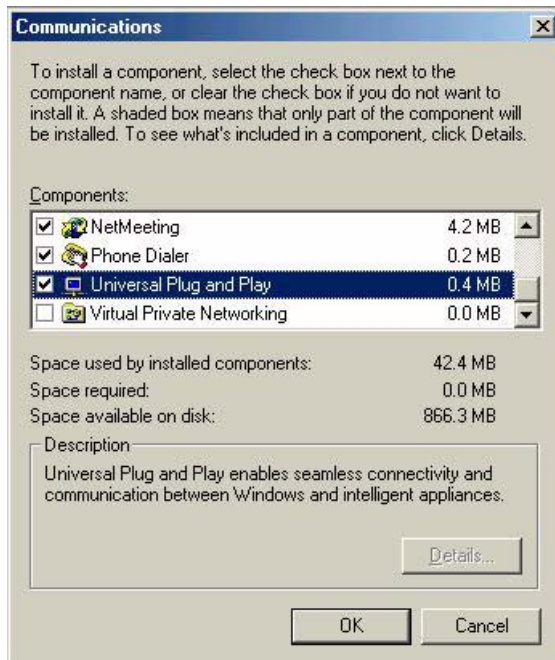 Communications
To install a component, select the check box next to the
component name, or clear the check box if you do not want to
install it. A shaded box means that only part of the component will
be installed. To see what's included in a component, click Details.
Components:
NetMeeting 4.2 MB
Phone Dialer 0.2 MB
Universal Plug and Play 0.4 MB
Virtual Private Networking 0.0 MB
Space used by installed components: 42.4 MB
Space required: 0.0 MB
Space available on disk: 866.3 MB
Description
Universal Plug and Play enables seamless connectivity and
communication between Windows and intelligent appliances.
Details...
OK Cancel